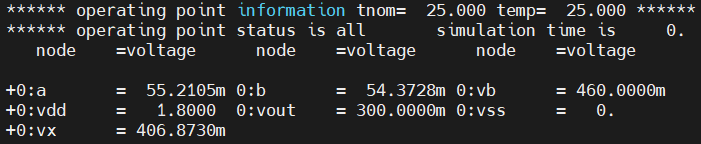 ****** operating point information tnom=  25.000 temp=  25.000 ******
****** operating point status is all       simulation time is     0.
   node    =voltage      node    =voltage      node    =voltage
+0:a       =  55.2105m 0:b       =  54.3728m 0:vb      = 460.0000m
+0:vdd     =   1.8000  0:vout    = 300.0000m 0:vss     =   0.
+0:vx      = 406.8730m